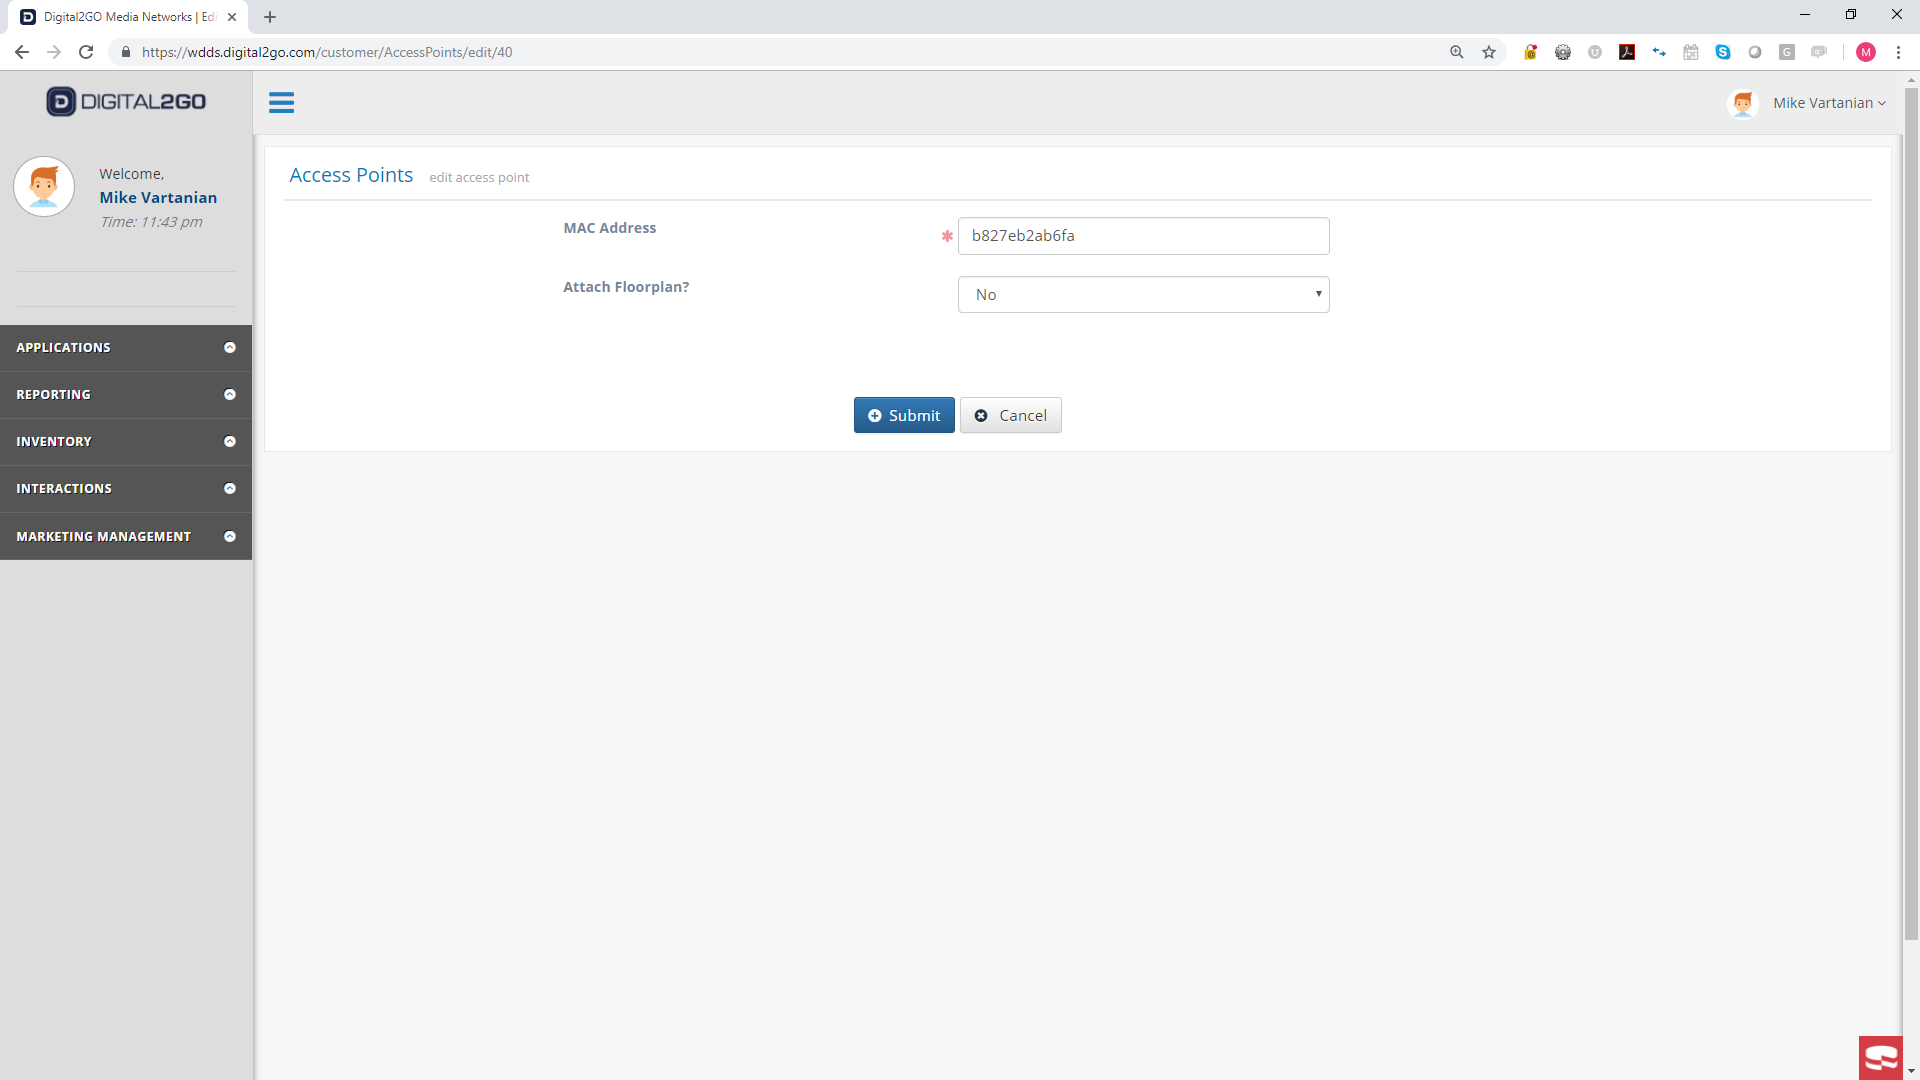 Digital2GO Media Networks | Edi
https://wdds.digital2go.com/customer/AccessPoints/edit/40
M
DIGITAL2GO
Mike Vartanian
Welcome,
Mike Vartanian
Time: 11:43 pm
Access Points edit access point
MAC Address
* b827eb2ab6fa
Attach Floorplan?
No
Submit
Cancel
APPLICATIONS
REPORTING
INVENTORY
INTERACTIONS
MARKETING MANAGEMENT